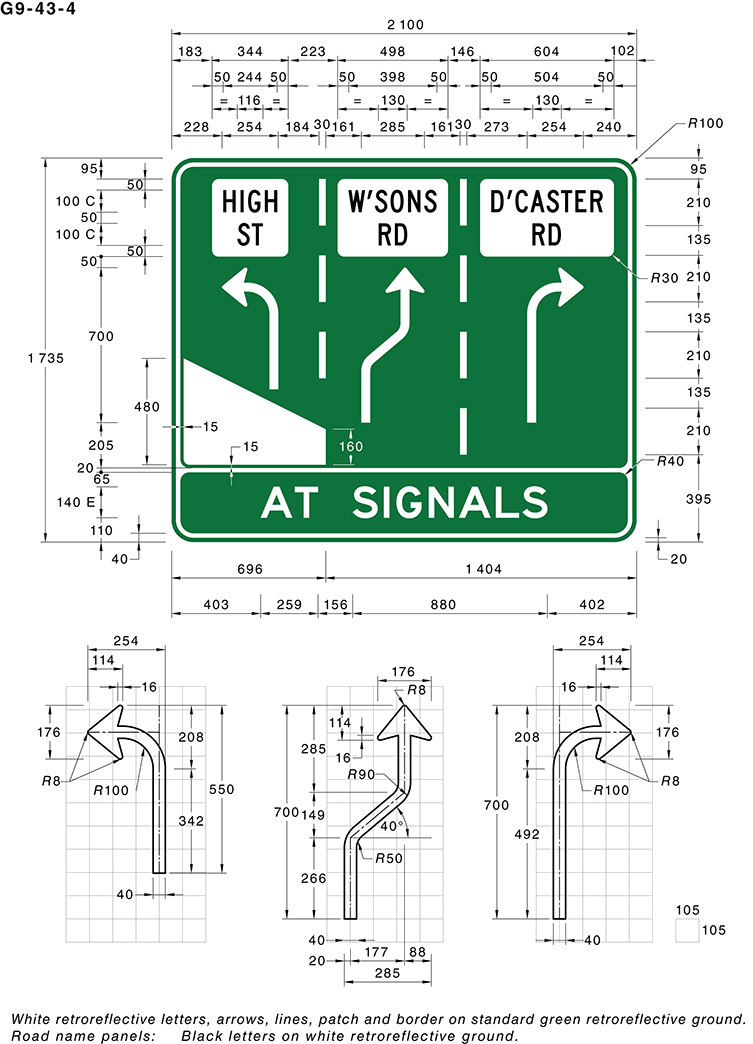 G9-43-4
2 100
183 344 223 498 146 604 102
50 244 50 50 398 50 50 504 50
= 116 = = 130 = = 130 =
228 254 184 30 161 285 161 30 273 254 240
R100
95 50 95
100 C 210
50
100 C 135
50 50
HIGH ST
W'SONS RD
D'CASTER RD
R30
210
700 135
1 735
210
480 135
15 210
205 15 160
20 R40
65
140 E 395
AT SIGNALS
110
40 20
696 1 404
403 259 156 880 402
254 176 254
114 R8 114
16 114 16
176 208 285 16 208 176
R8 R100 550 R90 R100 R8
700 149 40° 700
342 R50 492
266
40 40 40
20 177 88
285
105
105
White retroreflective letters, arrows, lines, patch and border on standard green retroreflective ground.
Road name panels: Black letters on white retroreflective ground.